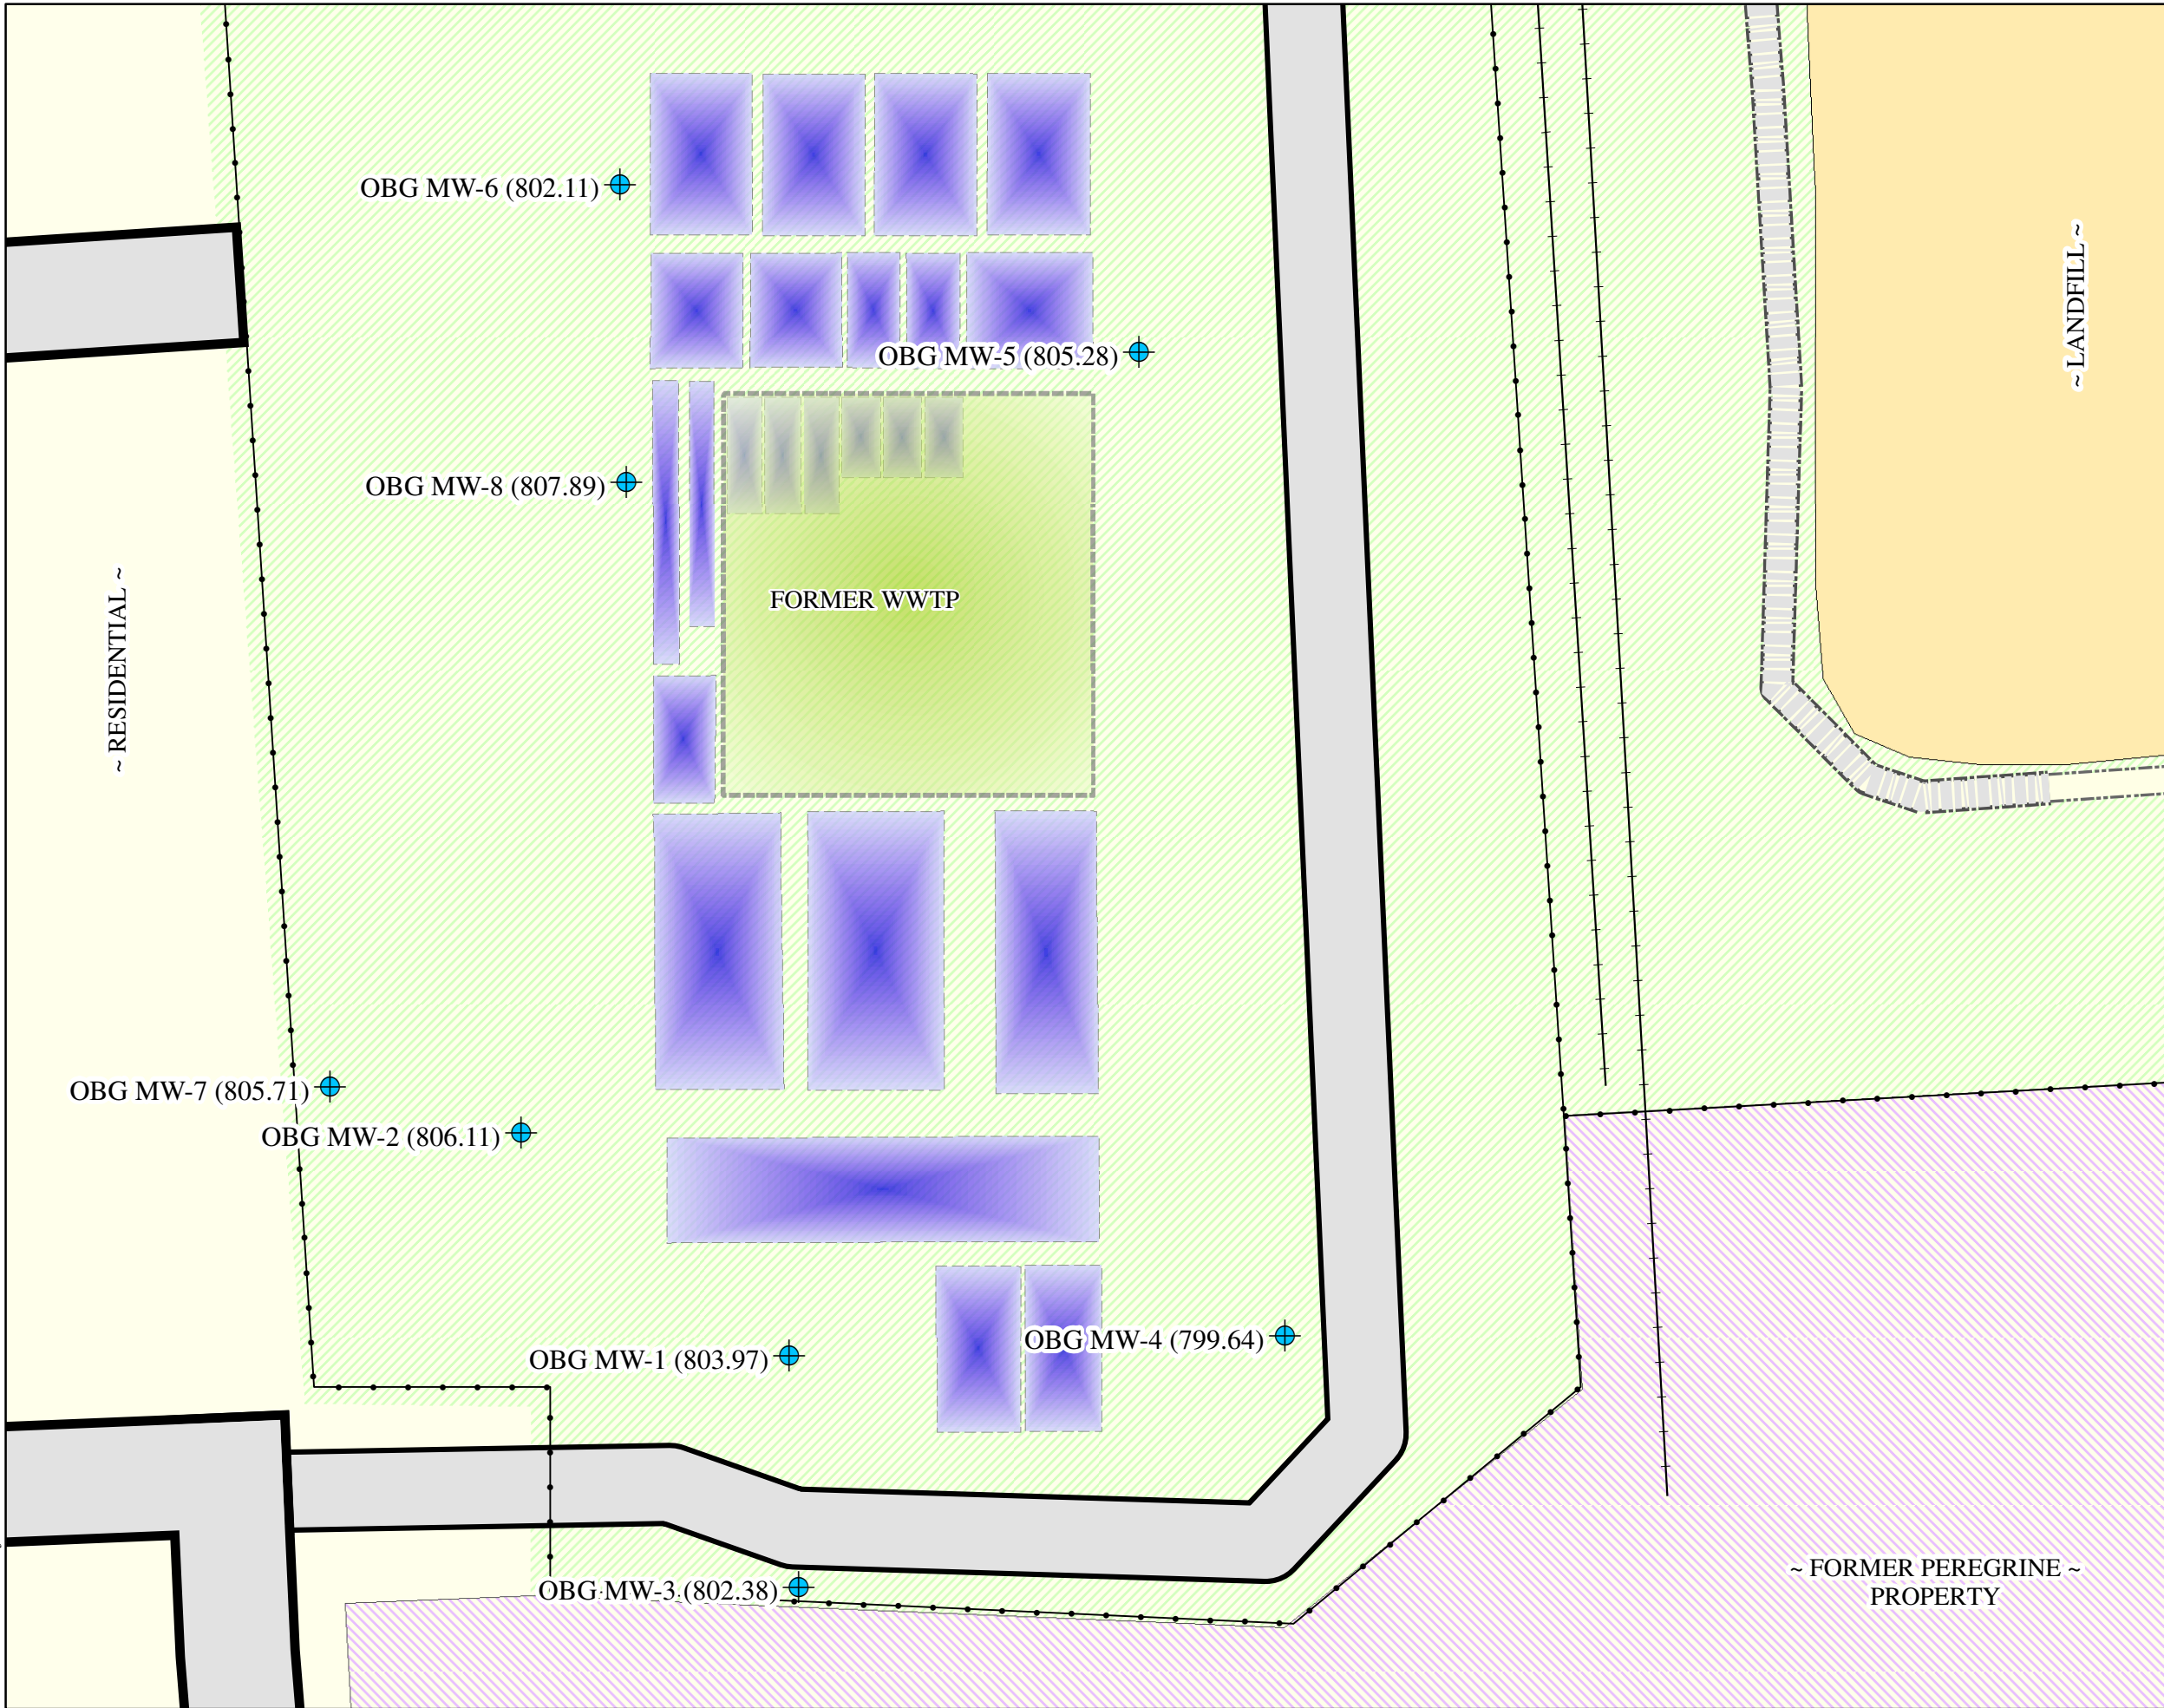 OBG MW-6 (802.11)
~ LANDFILL ~
OBG MW-5 (805.28)
OBG MW-8 (807.89)
FORMER WWTP
~ RESIDENTIAL ~
OBG MW-7 (805.71)
OBG MW-2 (806.11)
OBG MW-4 (799.64)
OBG MW-1 (803.97)
OBG MW-3 (802.38)
~ FORMER PEREGRINE ~
PROPERTY